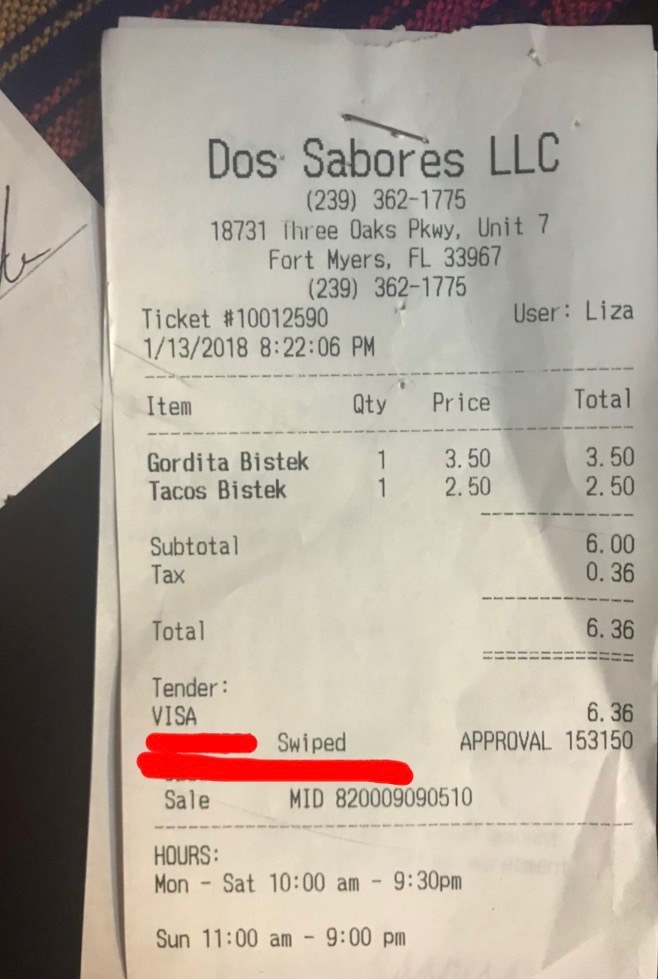 Dos Sabores LLC
(239) 362-1775
18731 Three Oaks Pkwy, Unit 7
Fort Myers, FL 33967
(239) 362-1775
Ticket #10012590 User: Liza
1/13/2018 8:22:06 PM
Item Qty Price Total
Gordita Bistek 1 3.50 3.50
Tacos Bistek 1 2.50 2.50
Subtotal 6.00
Tax 0.36
Total 6.36
Tender:
VISA 6.36
Swiped APPROVAL 153150
Sale MID 820009090510
HOURS:
Mon - Sat 10:00 am - 9:30pm
Sun 11:00 am - 9:00 pm